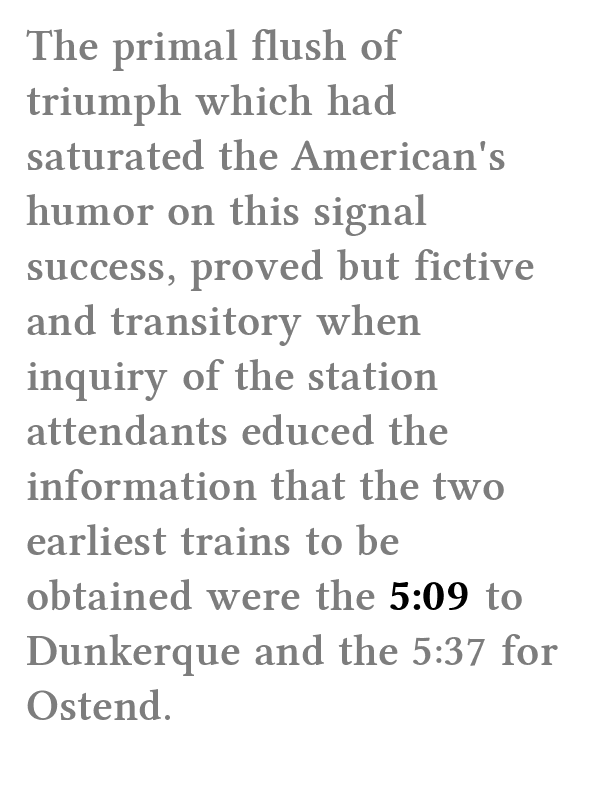 The primal flush of
triumph which had
saturated the American's
humor on this signal
success, proved but fictive
and transitory when
inquiry of the station
attendants educed the
information that the two
earliest trains to be
obtained were the 5:09 to
Dunkerque and the 5:37 for
Ostend.